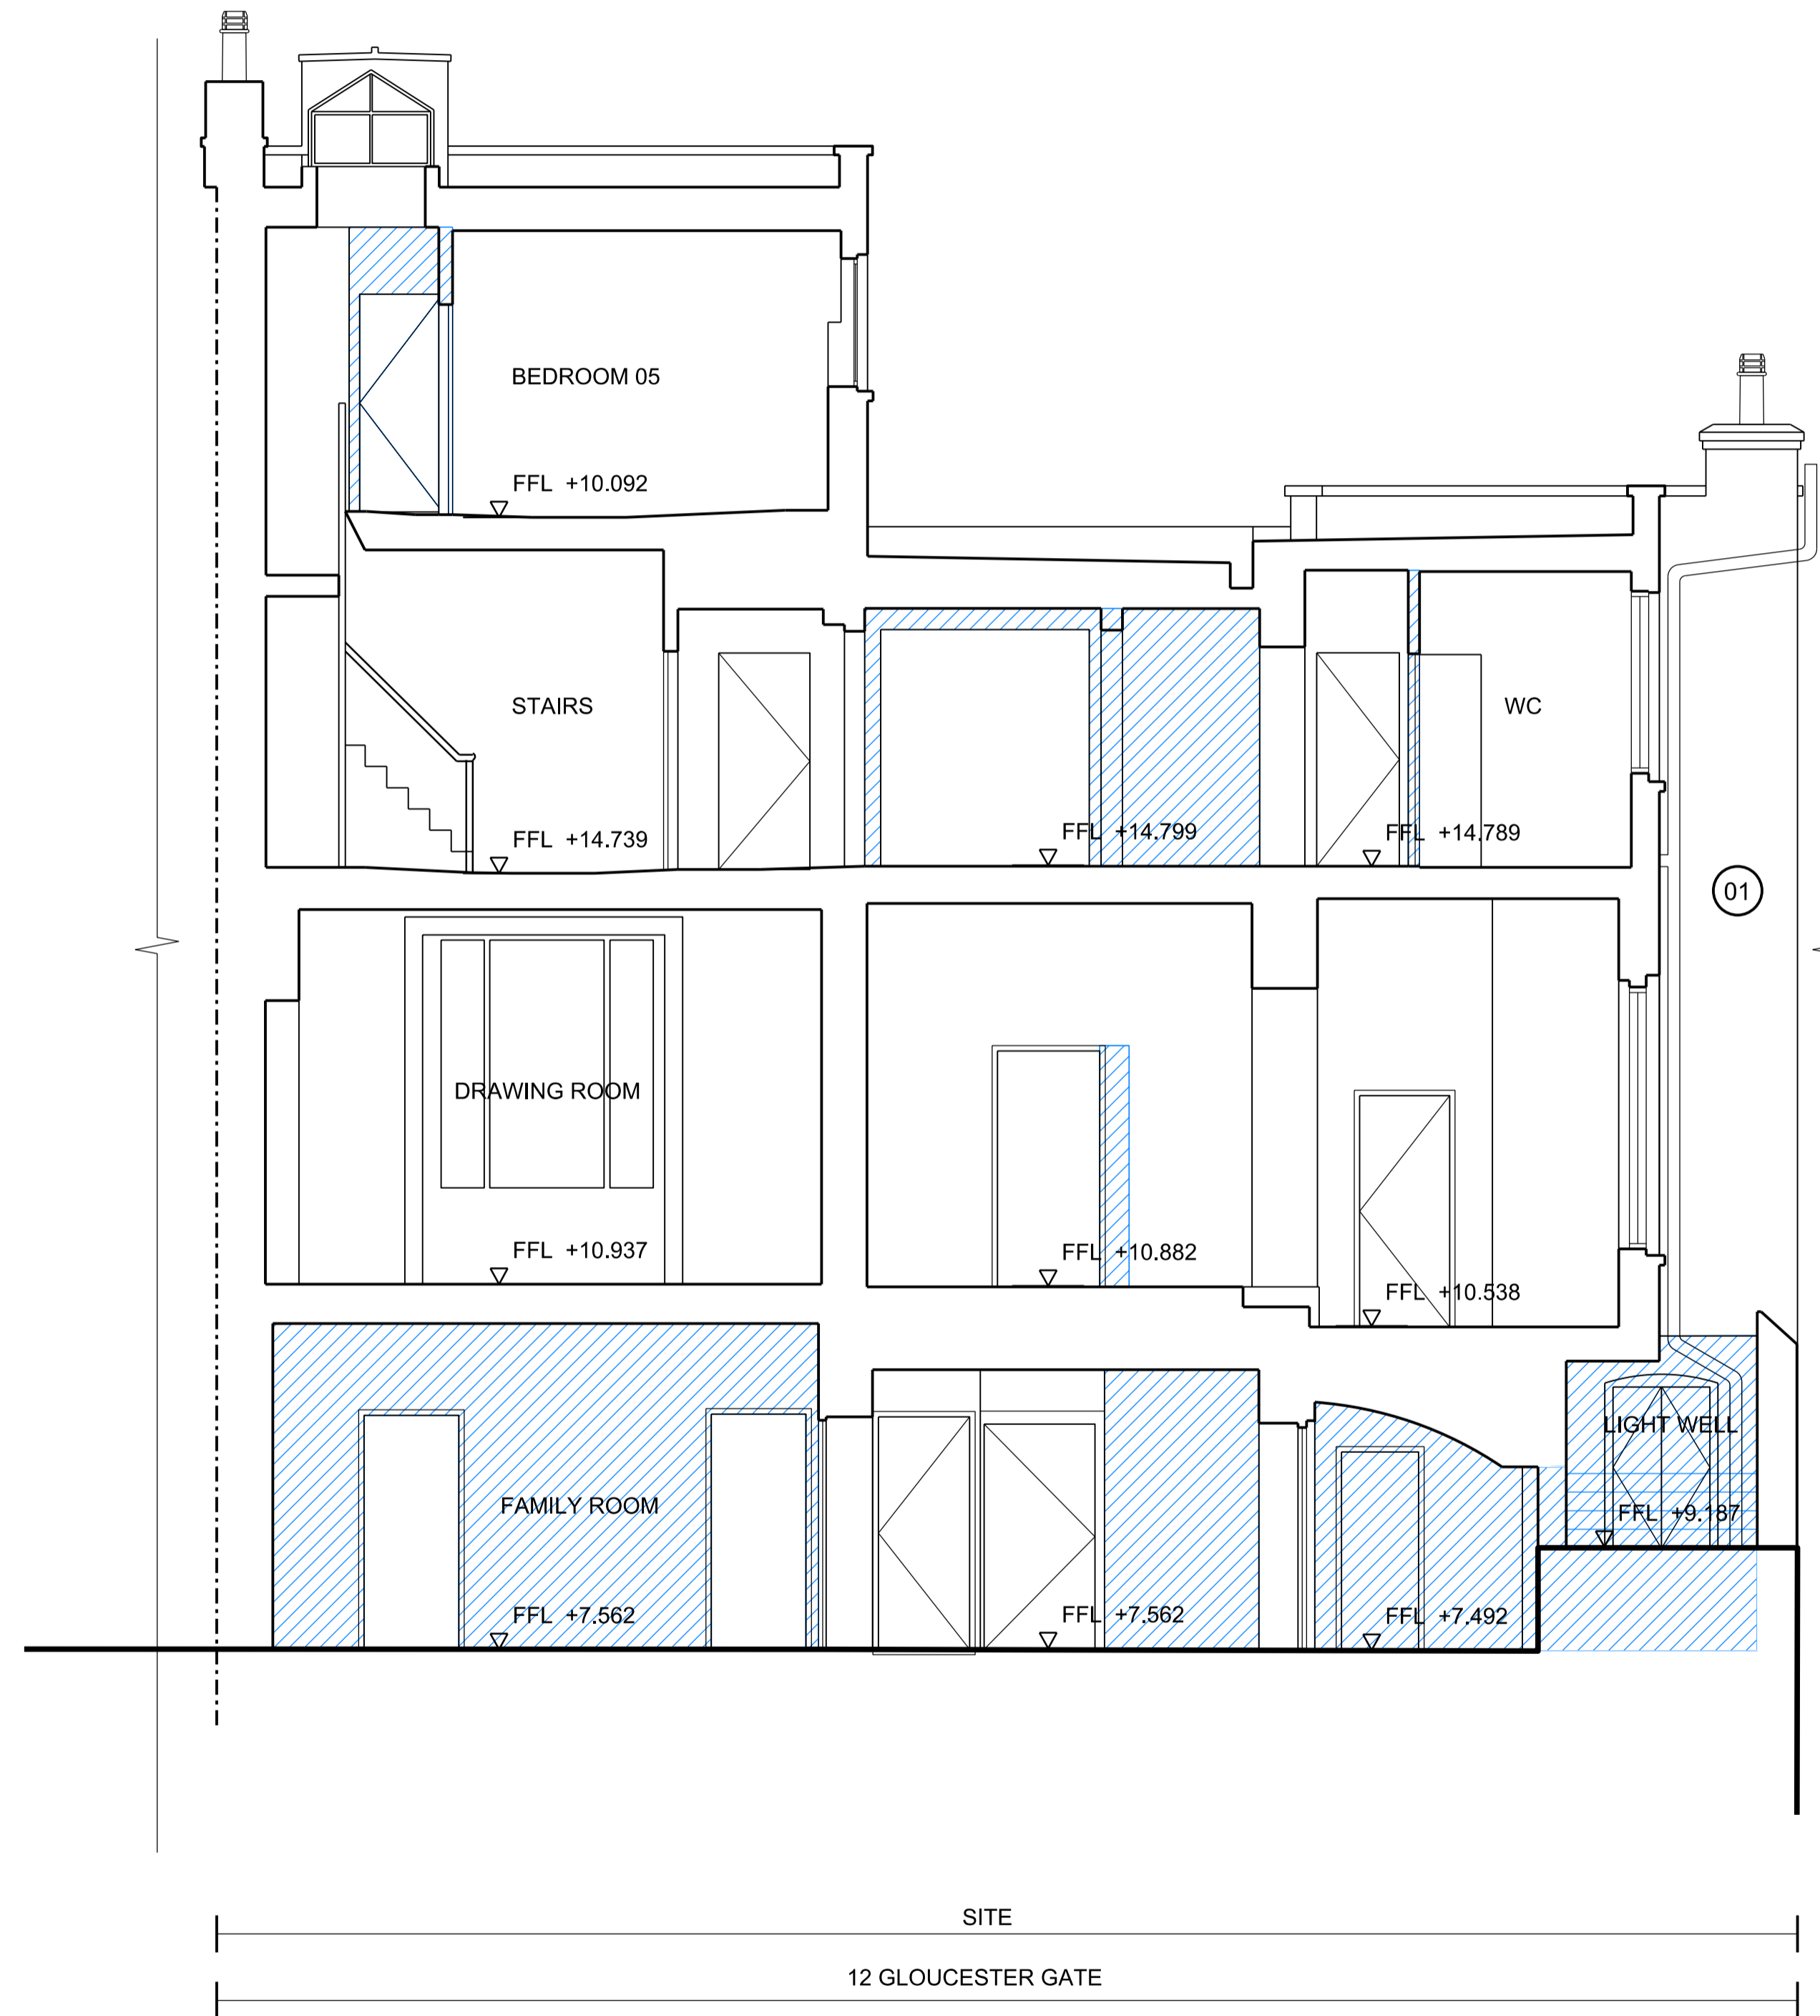 BEDROOM 05
FFL +10.092
STAIRS
WC
FFL +14.739
FFL +14.799
FFL +14.789
01
DRAWING ROOM
FFL +10.937
FFL +10.882
FFL +10.538
LIGHT WELL
FAMILY ROOM
FFL +9.187
FFL +7.562
FFL +7.562
FFL +7.492
SITE
12 GLOUCESTER GATE